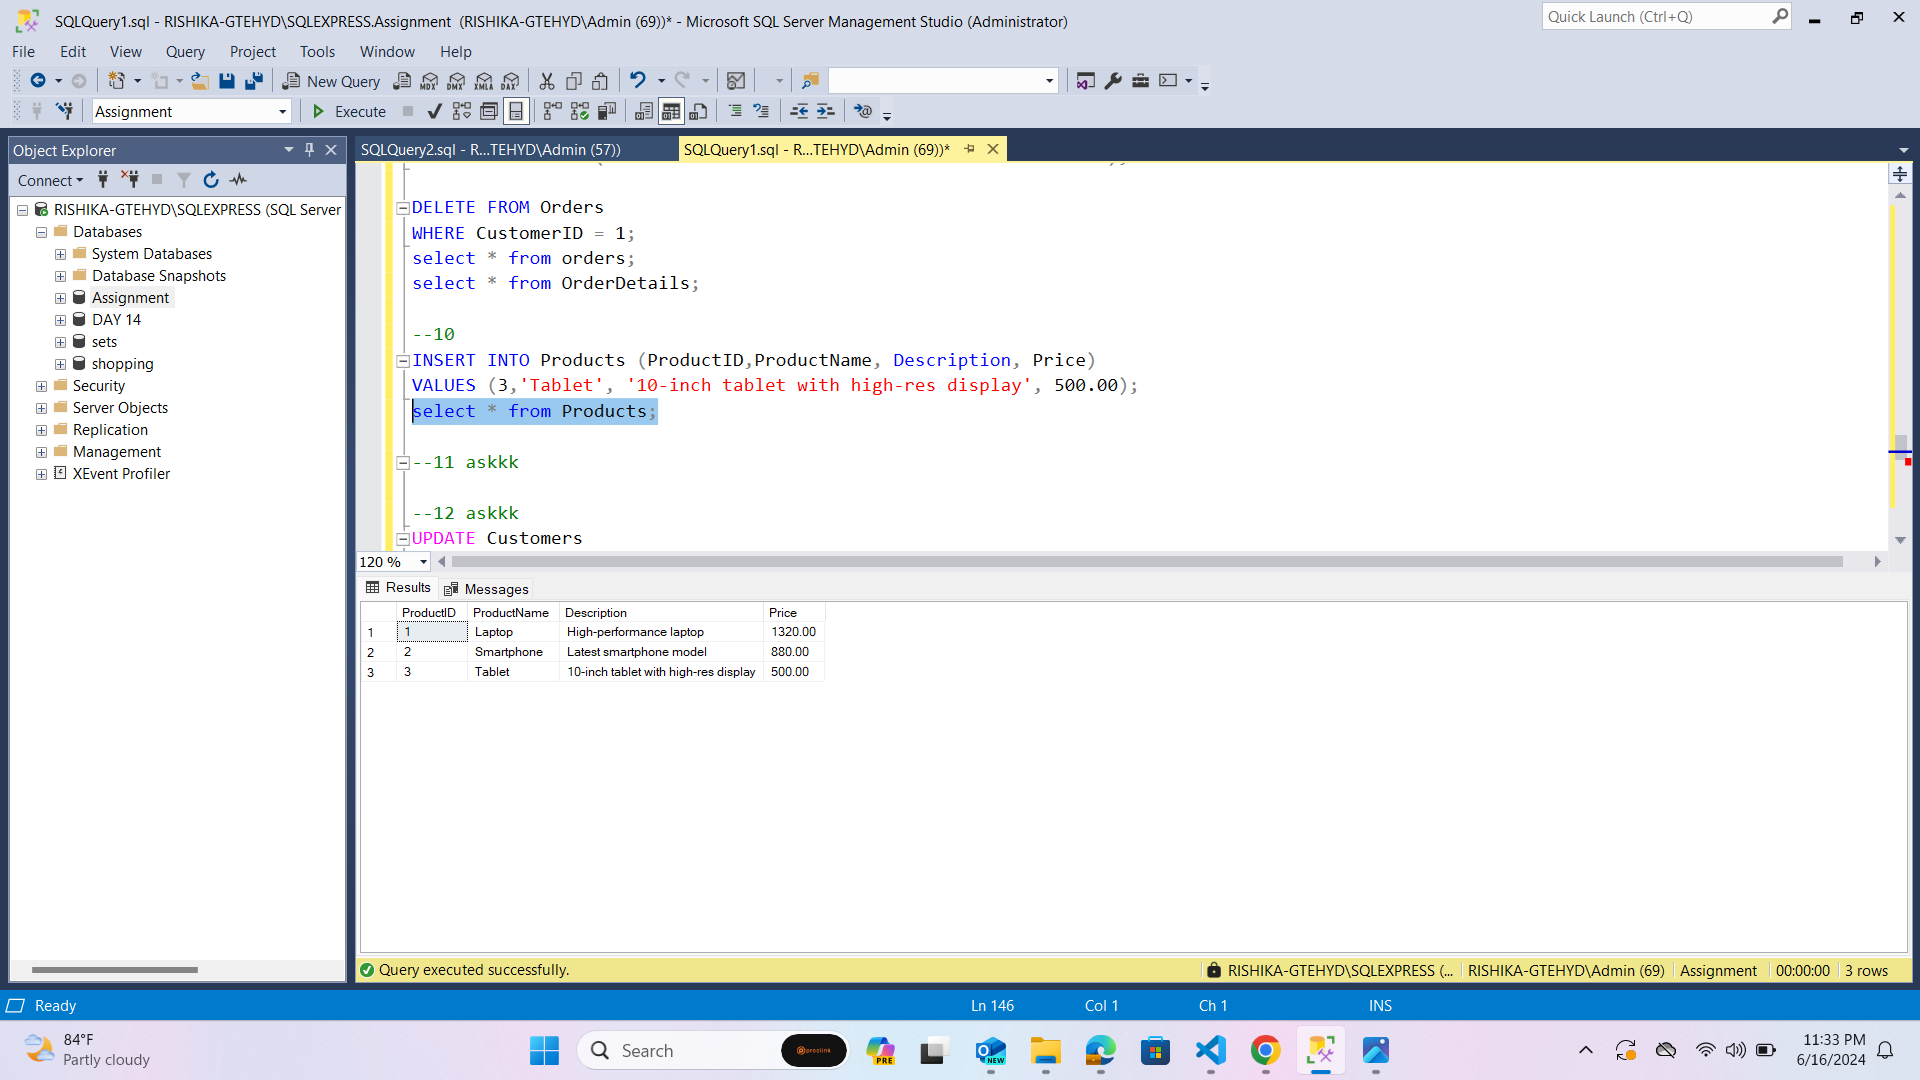 SQLQuery1.sql - RISHIKA-GTEHYD\SQLEXPRESS.Assignment (RISHIKA-GTEHYD\Admin (69))* - Microsoft SQL Server Management Studio (Administrator)
Quick Launch (Ctrl+Q)
File Edit View Query Project Tools Window Help
New Query MDX DMX XMLA DAX
Assignment Execute
Object Explorer
SQLQuery2.sql - R...TEHYD\Admin (57))
SQLQuery1.sql - R...TEHYD\Admin (69))*
Connect
RISHIKA-GTEHYD\SQLEXPRESS (SQL Server
Databases
System Databases
Database Snapshots
Assignment
DAY 14
sets
shopping
Security
Server Objects
Replication
Management
XEvent Profiler
DELETE FROM Orders
WHERE CustomerID = 1;
select * from orders;
select * from OrderDetails;
--10
INSERT INTO Products (ProductID,ProductName, Description, Price)
VALUES (3,'Tablet', '10-inch tablet with high-res display', 500.00);
select * from Products;
--11 askkk
--12 askkk
UPDATE Customers
120 %
Results Messages
ProductID ProductName Description Price
1 1 Laptop High-performance laptop 1320.00
2 2 Smartphone Latest smartphone model 880.00
3 3 Tablet 10-inch tablet with high-res display 500.00
Query executed successfully.
RISHIKA-GTEHYD\SQLEXPRESS (... RISHIKA-GTEHYD\Admin (69) Assignment 00:00:00 3 rows
Ready Ln 146 Col 1 Ch 1 INS
84°F
Partly cloudy
Search
PRE
NEW
11:33 PM
6/16/2024